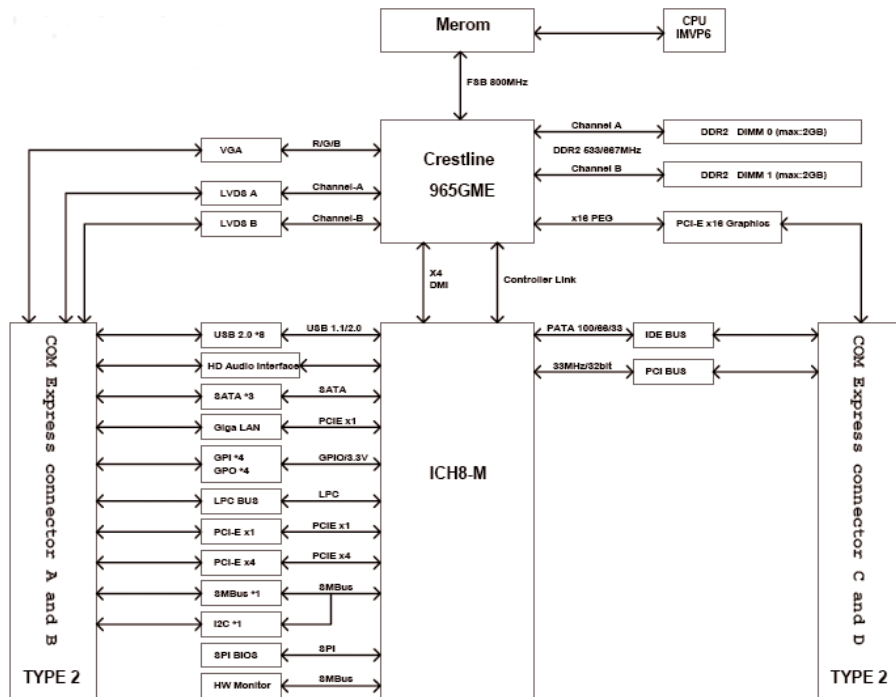 Merom
CPU
IMVP6
FSB 800MHz
Crestline
965GME
Channel A
DDR2 DIMM 0 (max:2GB)
DDR2 533/667MHz
Channel B
DDR2 DIMM 1 (max:2GB)
x16 PEG
PCI-E x16 Graphics
VGA
R/G/B
LVDS A
Channel-A
LVDS B
Channel-B
X4
DMI
Controller Link
COM Express connector A and B
TYPE 2
USB 2.0 *8
USB 1.1/2.0
HD Audio Interface
SATA *3
SATA
Giga LAN
PCIE x1
GPI *4
GPO *4
GPIO/3.3V
LPC BUS
LPC
PCI-E x1
PCIE x1
PCI-E x4
PCIE x4
SMBus *1
SMBus
I2C *1
SPI BIOS
SPI
HW Monitor
SMBus
ICH8-M
PATA 100/66/33
IDE BUS
33MHz/32bit
PCI BUS
COM Express connector C and D
TYPE 2